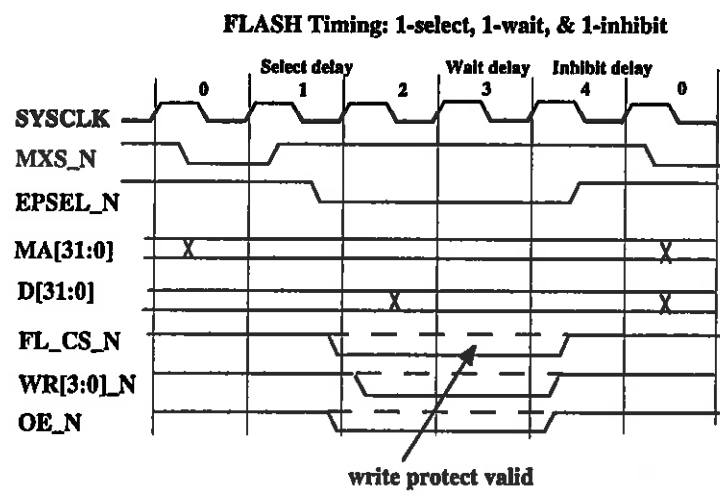 FLASH Timing: 1-select, 1-wait, & 1-inhibit
Select delay Wait delay Inhibit delay
0 1 2 3 4 0
SYSCLK
MXS_N
EPSEL_N
MA[31:0]
D[31:0]
FL_CS_N
WR[3:0]_N
OE_N
write protect valid